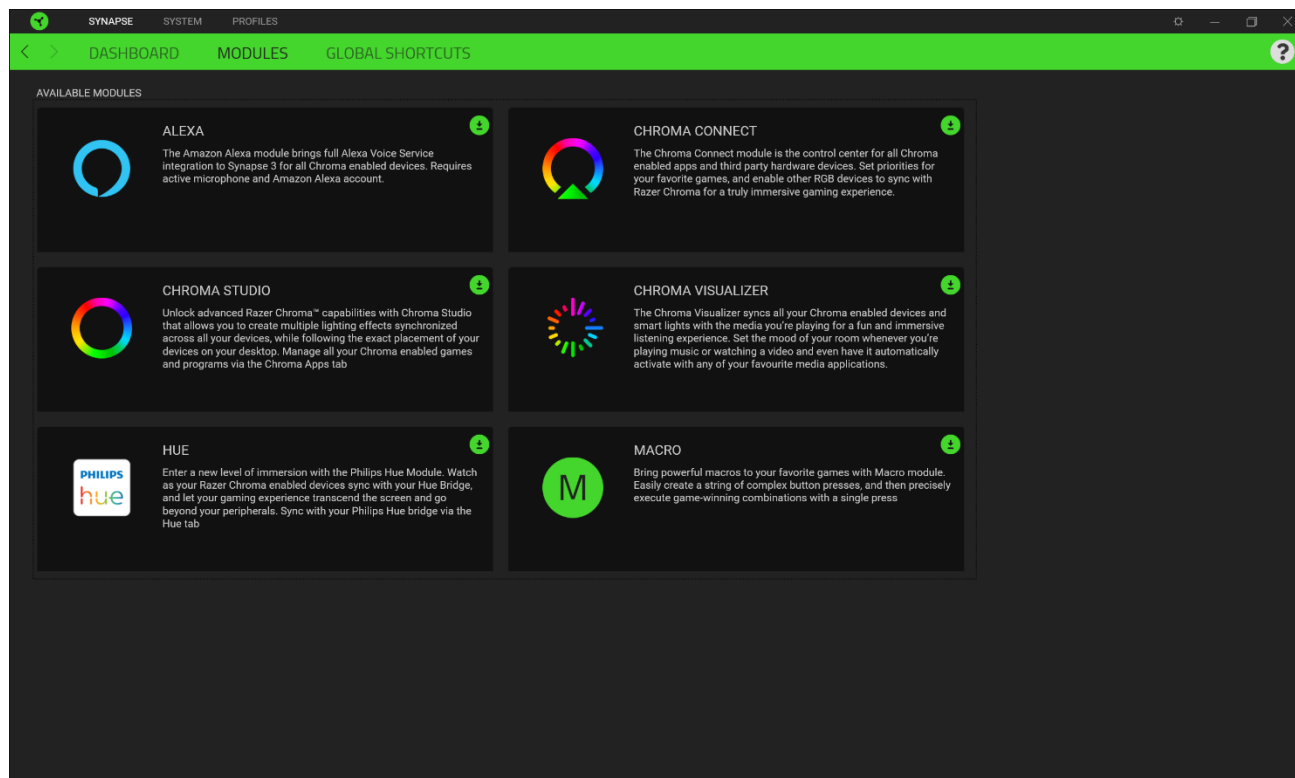 SYNAPSE SYSTEM PROFILES
DASHBOARD MODULES GLOBAL SHORTCUTS ?
AVAILABLE MODULES
ALEXA
The Amazon Alexa module brings full Alexa Voice Service
integration to Synapse 3 for all Chroma enabled devices. Requires
active microphone and Amazon Alexa account.
CHROMA CONNECT
The Chroma Connect module is the control center for all Chroma
enabled apps and third party hardware devices. Set priorities for
your favorite games, and enable other RGB devices to sync with
Razer Chroma for a truly immersive gaming experience.
CHROMA STUDIO
Unlock advanced Razer Chroma™ capabilities with Chroma Studio
that allows you to create multiple lighting effects synchronized
across all your devices, while following the exact placement of your
devices on your desktop. Manage all your Chroma enabled games
and programs via the Chroma Apps tab
CHROMA VISUALIZER
The Chroma Visualizer syncs all your Chroma enabled devices and
smart lights with the media you're playing for a fun and immersive
listening experience. Set the mood of your room whenever you're
playing music or watching a video and even have it automatically
activate with any of your favourite media applications.
PHILIPS
hue
HUE
Enter a new level of immersion with the Philips Hue Module. Watch
as your Razer Chroma enabled devices sync with your Hue Bridge,
and let your gaming experience transcend the screen and go
beyond your peripherals. Sync with your Philips Hue bridge via the
Hue tab
M
MACRO
Bring powerful macros to your favorite games with Macro module.
Easily create a string of complex button presses, and then precisely
execute game-winning combinations with a single press